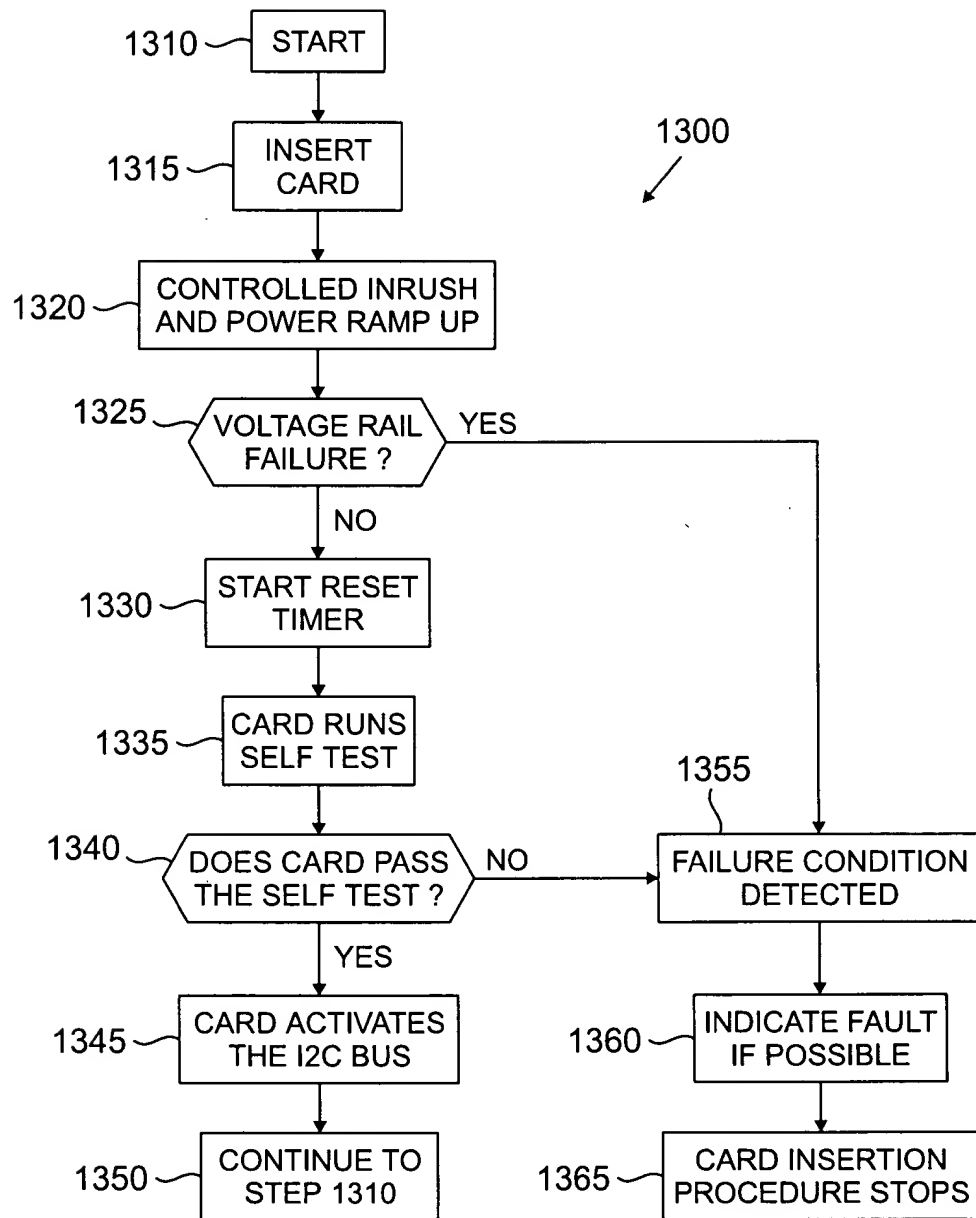 1310
START
1300
1315
INSERT
CARD
1320
CONTROLLED INRUSH
AND POWER RAMP UP
1325
VOLTAGE RAIL
FAILURE ?
YES
NO
1330
START RESET
TIMER
1335
CARD RUNS
SELF TEST
1340
DOES CARD PASS
THE SELF TEST ?
NO
1355
FAILURE CONDITION
DETECTED
YES
1345
CARD ACTIVATES
THE I2C BUS
1360
INDICATE FAULT
IF POSSIBLE
1350
CONTINUE TO
STEP 1310
1365
CARD INSERTION
PROCEDURE STOPS